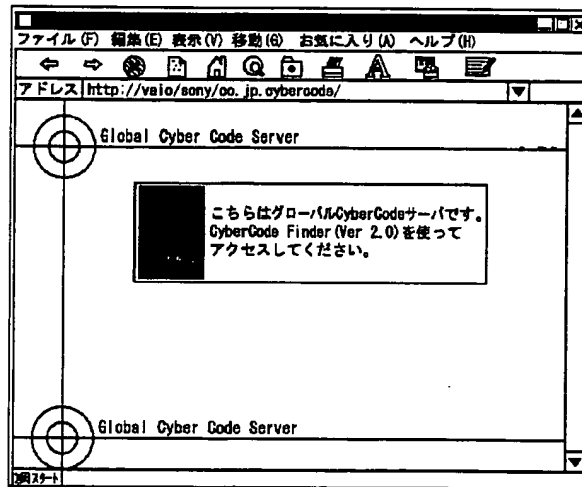 ファイル(F) 編集(E) 表示(V) 移動(G) お気に入り(A) ヘルプ(H)
アドレス http://vaio/sony/co.jp.cybercode/
Global Cyber Code Server
こちらはグローバルCyberCodeサーバです。
CyberCode Finder(Ver 2.0)を使って
アクセスしてください。
Global Cyber Code Server
スタート